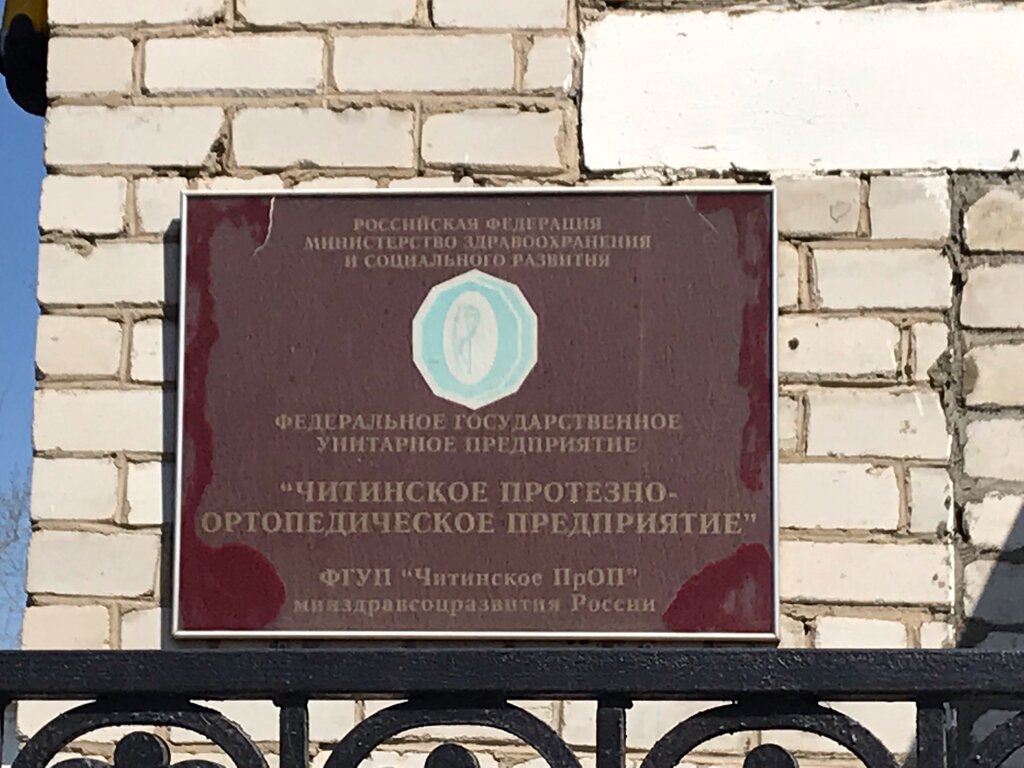 РОССИЙСКАЯ ФЕДЕРАЦИЯ
МИНИСТЕРСТВО ЗДРАВООХРАНЕНИЯ
И СОЦИАЛЬНОГО РАЗВИТИЯ
ФЕДЕРАЛЬНОЕ ГОСУДАРСТВЕННОЕ
УНИТАРНОЕ ПРЕДПРИЯТИЕ
“ЧИТИНСКОЕ ПРОТЕЗНО-
ОРТОПЕДИЧЕСКОЕ ПРЕДПРИЯТИЕ”
ФГУП “Читинское ПрОП”
минздравсоцразвития России